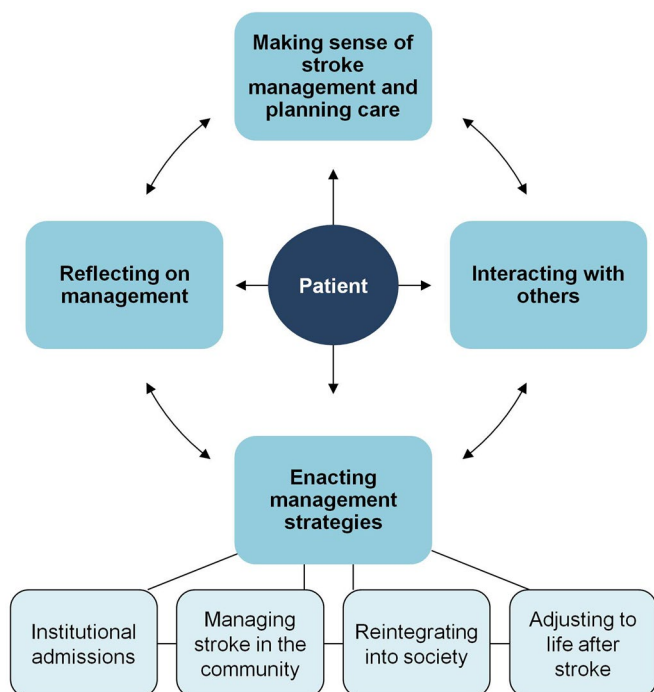 Making sense of
stroke
management and
planning care
Reflecting on
management
Patient
Interacting with
others
Enacting
management
strategies
Institutional
admissions
Managing
stroke in the
community
Reintegrating
into society
Adjusting to
life after
stroke